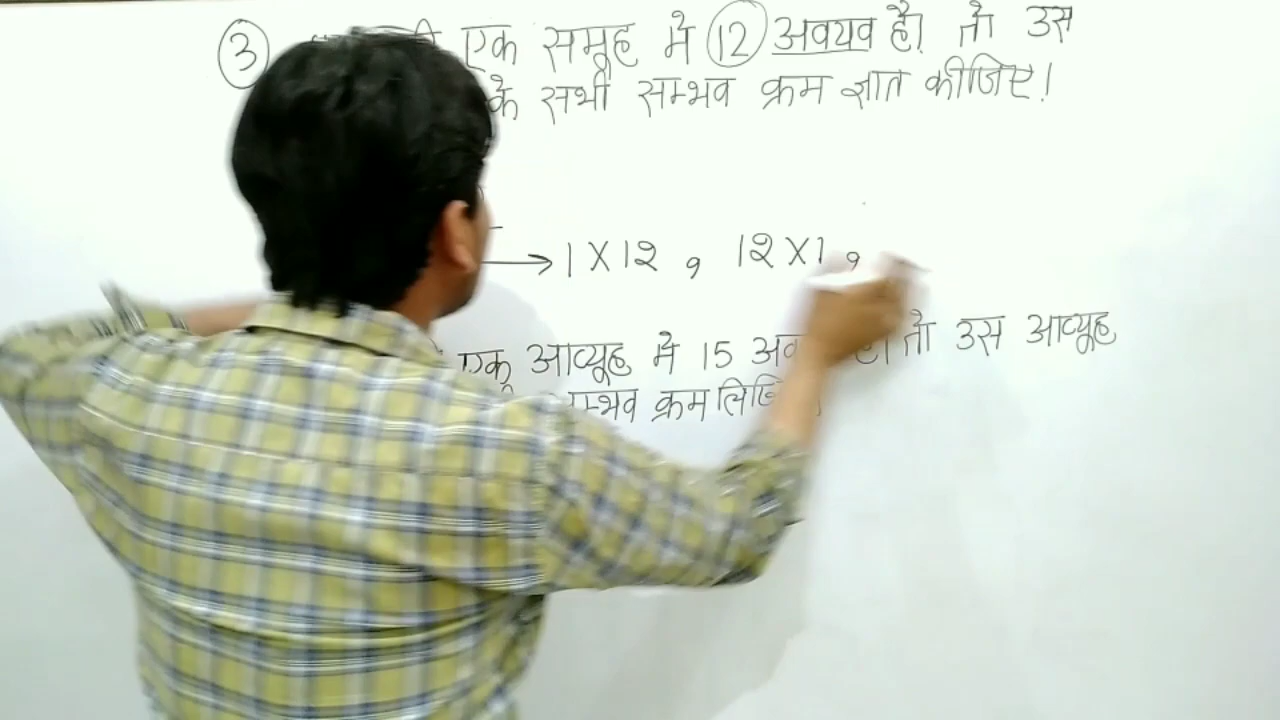 ③ एक समूह मे ⑫ अवयव है। तो उस
के सभी सम्भव क्रम ज्ञात कीजिए।
→ 1 X 12 , 12 X 1 ,
एक आव्यूह मे 15 तो उस आव्यूह
सम्भव क्रम